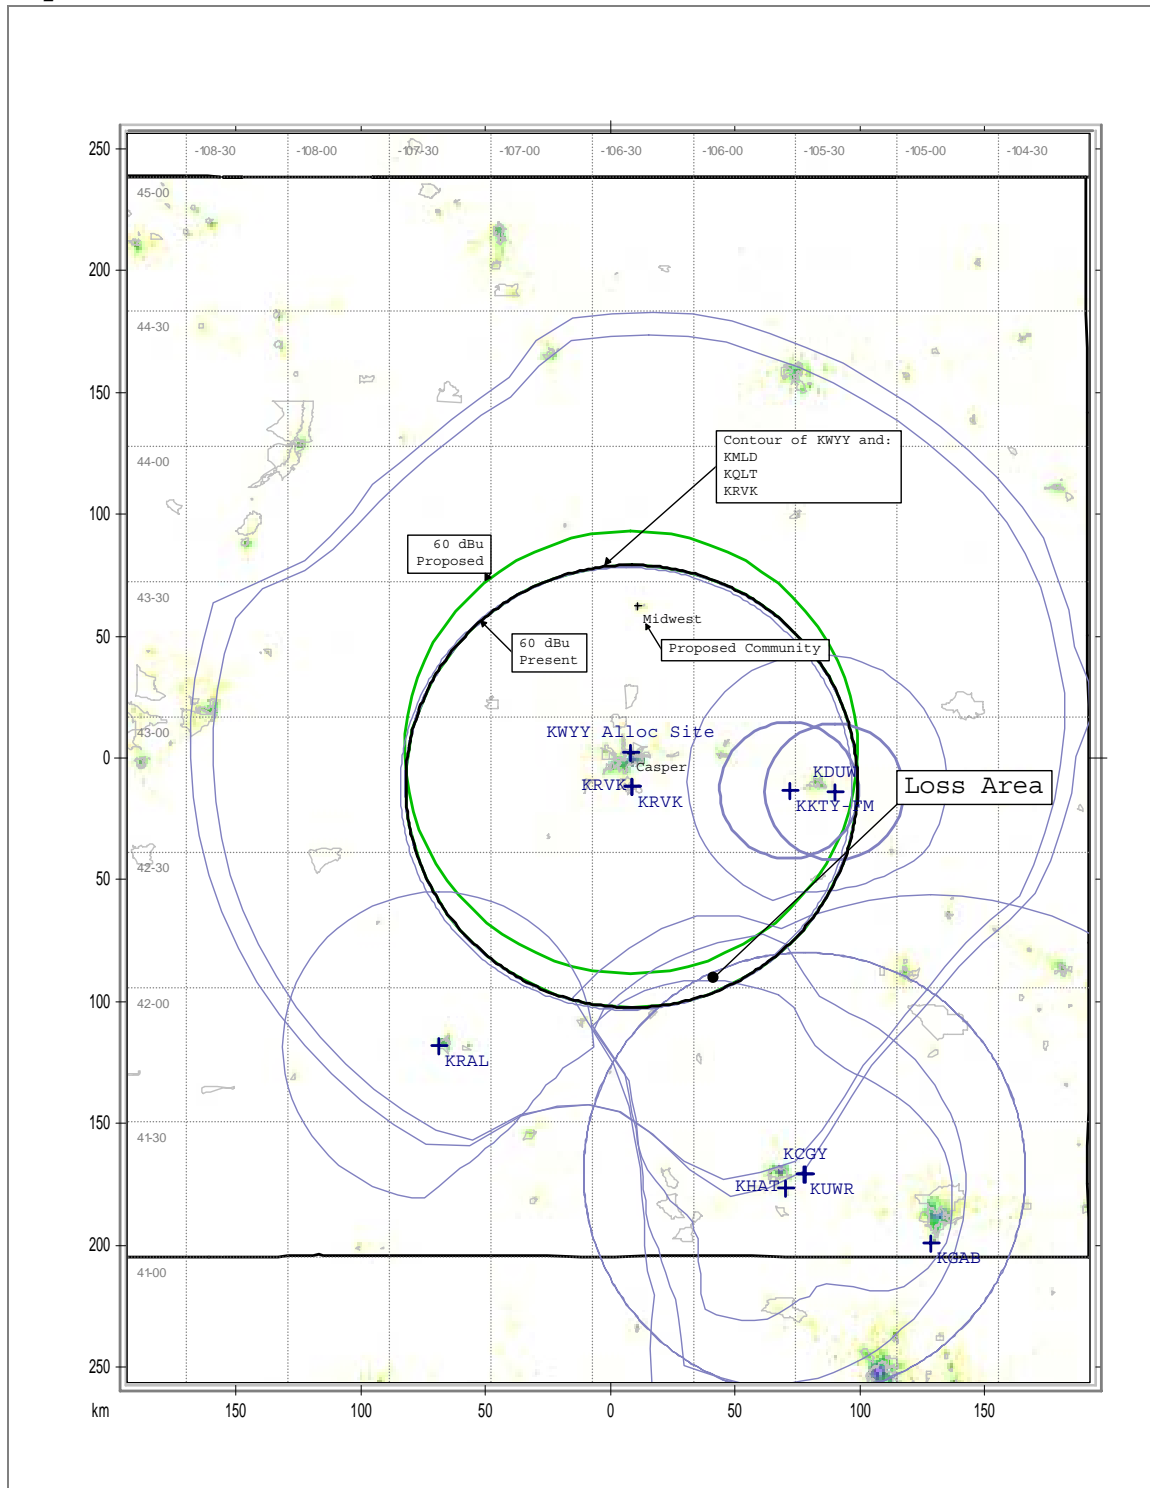 250
-108-30
-108-00
-107-30
-107-00
-106-30
-106-00
-105-30
-105-00
-104-30
45-00
200
44-30
150
Contour of KWYY and:
KMLD
KQLT
KRVK
44-00
100
60 dBu
Proposed
43-30
50
Midwest
60 dBu
Present
Proposed Community
43-00
KWYY Alloc Site
0
Casper
KDUW
KRVK
KRVK
KKTY-FM
Loss Area
42-30
50
100
42-00
KRAL
150
41-30
KCGY
KHAT
KUWR
200
KGAB
41-00
250
km
150
100
50
0
50
100
150